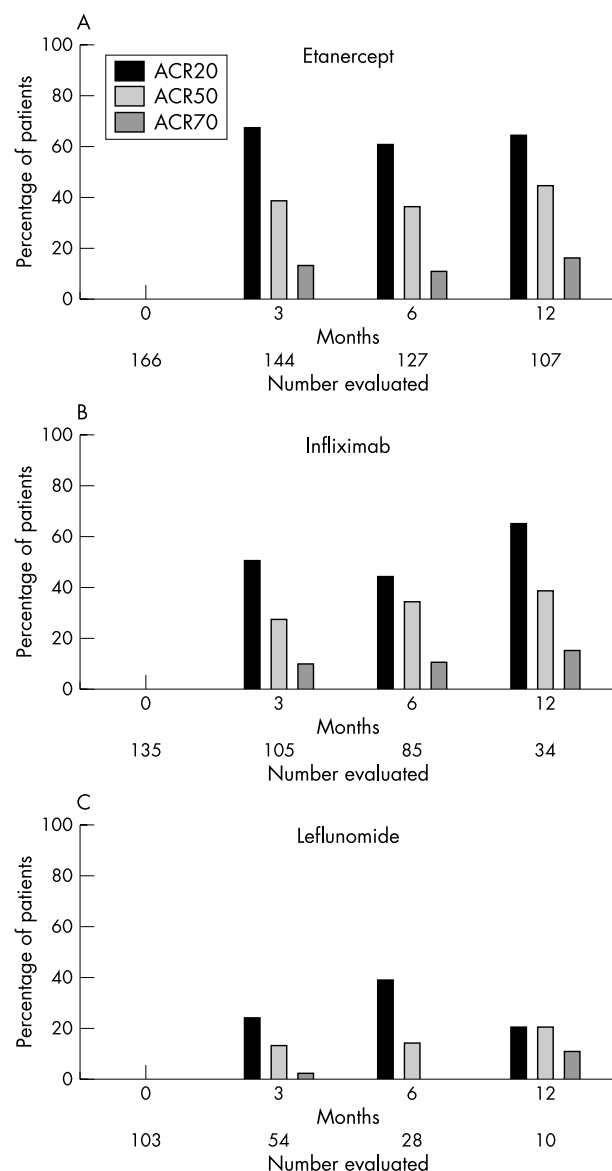 A
Etanercept
ACR20
ACR50
ACR70
Percentage of patients
100
80
60
40
20
0
0 3 6 12
Months
166 144 127 107
Number evaluated
B
Infliximab
Percentage of patients
100
80
60
40
20
0
0 3 6 12
Months
135 105 85 34
Number evaluated
C
Leflunomide
Percentage of patients
100
80
60
40
20
0
0 3 6 12
Months
103 54 28 10
Number evaluated